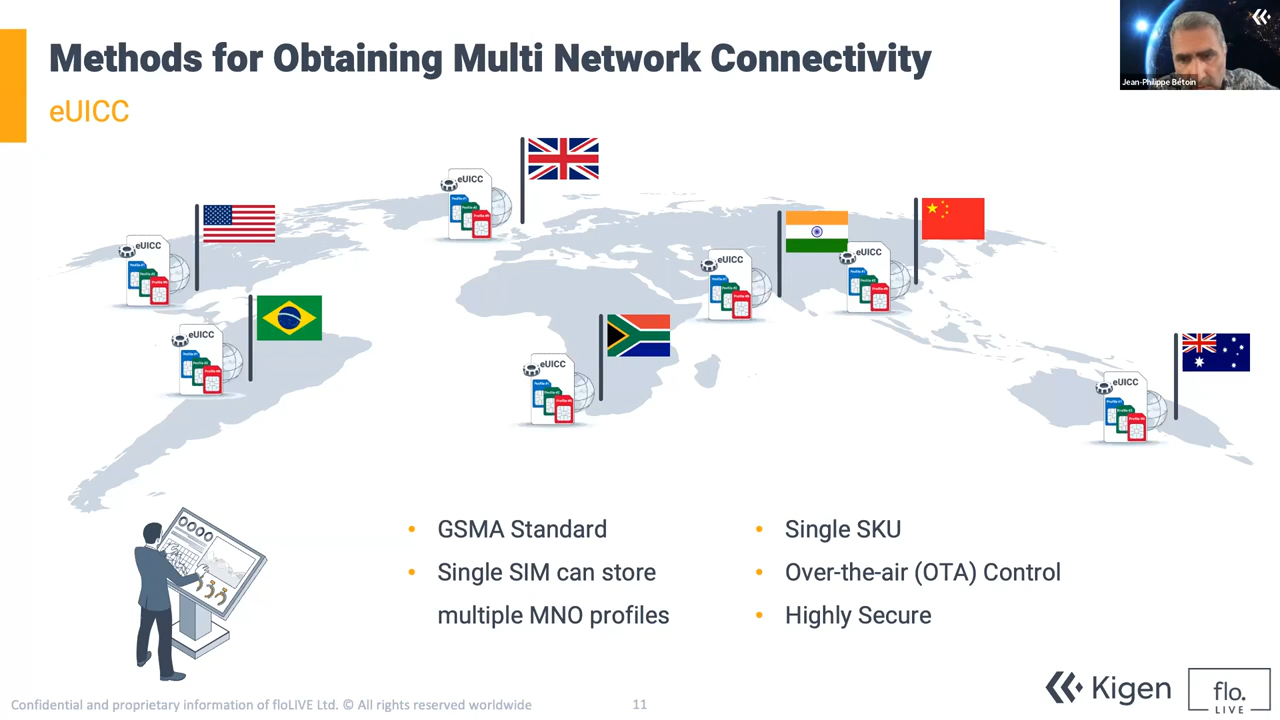 Methods for Obtaining Multi Network Connectivity
eUICC
Jean-Philippe Bétoin
eUICC
eUICC
eUICC
eUICC
eUICC
eUICC
eUICC
• GSMA Standard
• Single SIM can store
multiple MNO profiles
• Single SKU
• Over-the-air (OTA) Control
• Highly Secure
Confidential and proprietary information of floLIVE Ltd. © All rights reserved worldwide
11
Kigen
flo.
LIVE